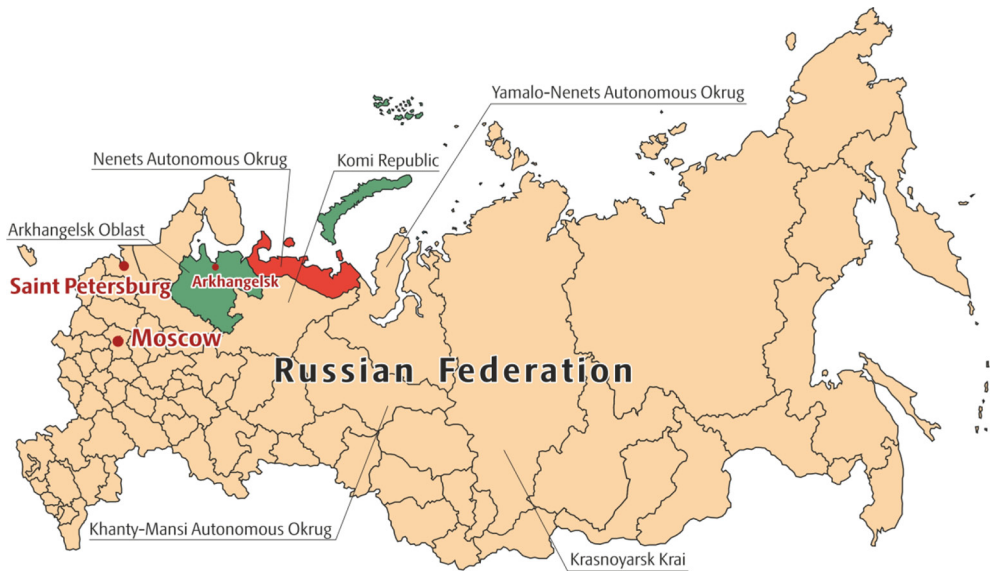 Yamalo-Nenets Autonomous Okrug
Nenets Autonomous Okrug
Komi Republic
Arkhangelsk Oblast
Saint Petersburg
Arkhangelsk
Moscow
Russian Federation
Khanty-Mansi Autonomous Okrug
Krasnoyarsk Krai